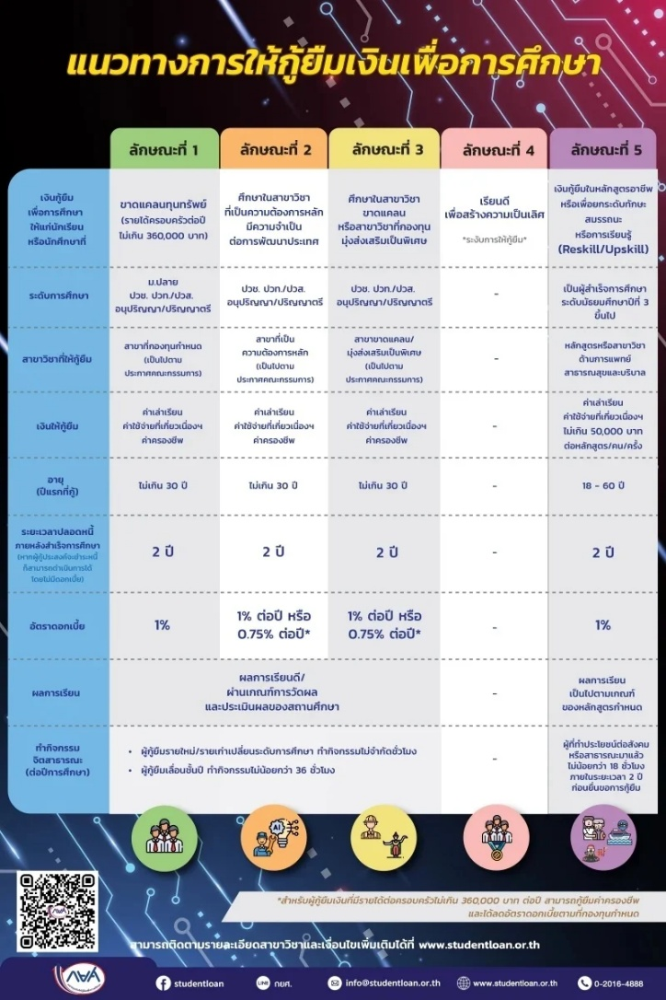 แนวทางการให้กู้ยืมเงินเพื่อการศึกษา
ลักษณะที่ 1
ลักษณะที่ 2
ลักษณะที่ 3
ลักษณะที่ 4
ลักษณะที่ 5
เงินกู้ยืม
เพื่อการศึกษา
ให้แก่นักเรียน
หรือนักศึกษาที่
ขาดแคลนทุนทรัพย์
(รายได้ครอบครัวต่อปี
ไม่เกิน 360,000 บาท)
ศึกษาในสาขาวิชา
ที่เป็นความต้องการหลัก
มีความจำเป็น
ต่อการพัฒนาประเทศ
ศึกษาในสาขาวิชา
ขาดแคลน
หรือสาขาวิชาที่กองทุน
มุ่งส่งเสริมเป็นพิเศษ
เรียนดี
เพื่อสร้างความเป็นเลิศ
*ระงับการให้กู้ยืม*
เงินกู้ยืมในหลักสูตรอาชีพ
หรือเพื่อยกระดับทักษะ
สมรรถนะ
หรือการเรียนรู้
(Reskill/Upskill)
ระดับการศึกษา
ม.ปลาย
ปวช. ปวท./ปวส.
อนุปริญญา/ปริญญาตรี
ปวช. ปวท./ปวส.
อนุปริญญา/ปริญญาตรี
ปวช. ปวท./ปวส.
อนุปริญญา/ปริญญาตรี
-
เป็นผู้สำเร็จการศึกษา
ระดับมัธยมศึกษาปีที่ 3
ขึ้นไป
สาขาวิชาที่ให้กู้ยืม
สาขาที่กองทุนกำหนด
(เป็นไปตาม
ประกาศคณะกรรมการ)
สาขาที่เป็น
ความต้องการหลัก
(เป็นไปตาม
ประกาศคณะกรรมการ)
สาขาขาดแคลน/
มุ่งส่งเสริมเป็นพิเศษ
(เป็นไปตาม
ประกาศคณะกรรมการ)
-
หลักสูตรหรือสาขาวิชา
ด้านการแพทย์
สาธารณสุขและบริบาล
เงินให้กู้ยืม
ค่าเล่าเรียน
ค่าใช้จ่ายที่เกี่ยวเนื่องฯ
ค่าครองชีพ
ค่าเล่าเรียน
ค่าใช้จ่ายที่เกี่ยวเนื่องฯ
ค่าครองชีพ
ค่าเล่าเรียน
ค่าใช้จ่ายที่เกี่ยวเนื่องฯ
ค่าครองชีพ
-
ค่าเล่าเรียน
ค่าใช้จ่ายที่เกี่ยวเนื่องฯ
ไม่เกิน 50,000 บาท
ต่อหลักสูตร/คน/ครั้ง
อายุ
(ปีแรกที่กู้)
ไม่เกิน 30 ปี
ไม่เกิน 30 ปี
ไม่เกิน 30 ปี
-
18 - 60 ปี
ระยะเวลาปลอดหนี้
ภายหลังสำเร็จการศึกษา
(หากผู้กู้ประสงค์จะชำระหนี้
ก็สามารถดำเนินการได้
โดยไม่มีดอกเบี้ย)
2 ปี
2 ปี
2 ปี
-
2 ปี
อัตราดอกเบี้ย
1%
1% ต่อปี หรือ
0.75% ต่อปี*
1% ต่อปี หรือ
0.75% ต่อปี*
-
1%
ผลการเรียน
ผลการเรียนดี/
ผ่านเกณฑ์การวัดผล
และประเมินผลของสถานศึกษา
-
ผลการเรียน
เป็นไปตามเกณฑ์
ของหลักสูตรกำหนด
ทำกิจกรรม
จิตสาธารณะ
(ต่อปีการศึกษา)
• ผู้กู้ยืมรายใหม่/รายเก่าเปลี่ยนระดับการศึกษา ทำกิจกรรมไม่จำกัดชั่วโมง
• ผู้กู้ยืมเลื่อนชั้นปี ทำกิจกรรมไม่น้อยกว่า 36 ชั่วโมง
-
ผู้ที่ทำประโยชน์ต่อสังคม
หรือสาธารณะมาแล้ว
ไม่น้อยกว่า 18 ชั่วโมง
ภายในระยะเวลา 2 ปี
ก่อนยื่นขอการกู้ยืม
AI
*สำหรับผู้กู้ยืมเงินที่มีรายได้ต่อครอบครัวไม่เกิน 360,000 บาท ต่อปี สามารถกู้ยืมค่าครองชีพ
และได้ลดอัตราดอกเบี้ยตามที่กองทุนกำหนด
สามารถติดตามรายละเอียดสาขาวิชาและเงื่อนไขเพิ่มเติมได้ที่ www.studentloan.or.th
กยศ.
studentloan
LINE กยศ.
info@studentloan.or.th
www.studentloan.or.th
0-2016-4888